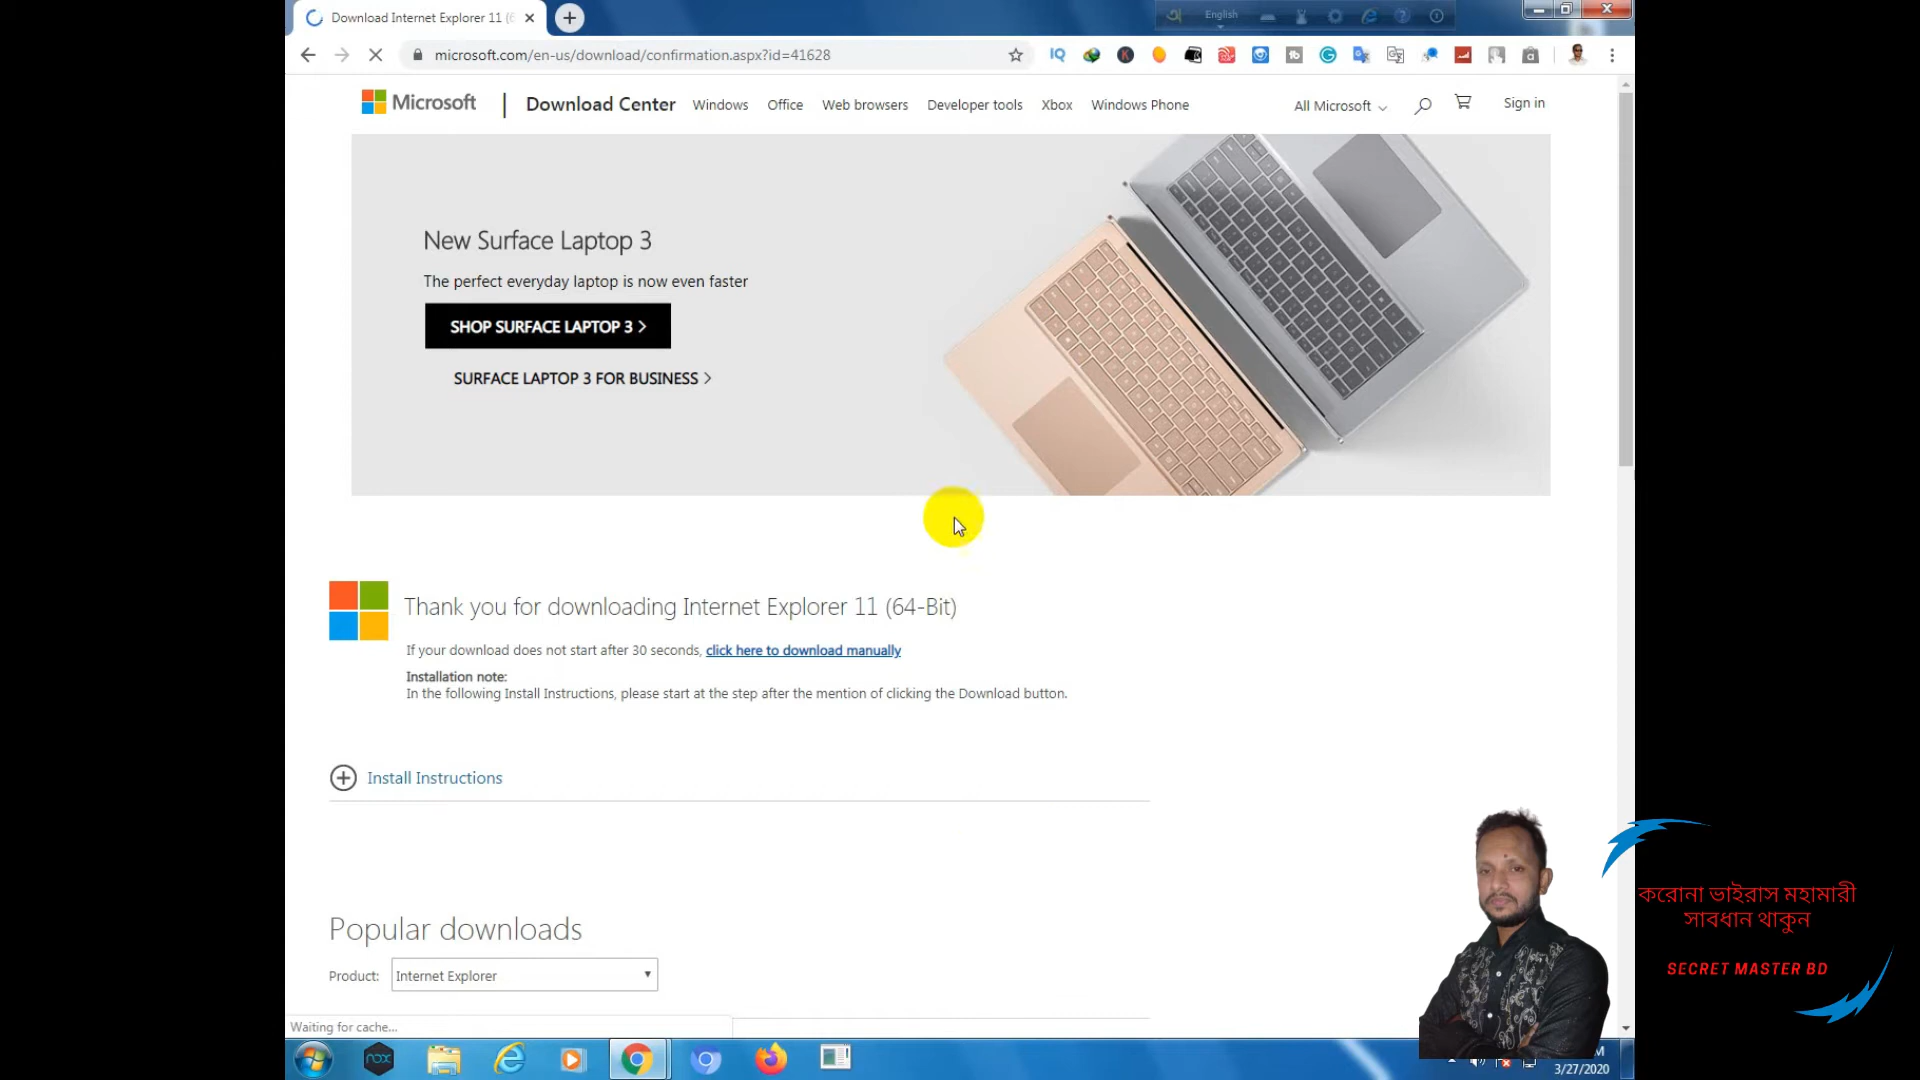 Download Internet Explorer 11 (6
English
microsoft.com/en-us/download/confirmation.aspx?id=41628
Microsoft
Download Center
Windows
Office
Web browsers
Developer tools
Xbox
Windows Phone
All Microsoft
Sign in
New Surface Laptop 3
The perfect everyday laptop is now even faster
SHOP SURFACE LAPTOP 3 >
SURFACE LAPTOP 3 FOR BUSINESS >
Thank you for downloading Internet Explorer 11 (64-Bit)
If your download does not start after 30 seconds, click here to download manually
Installation note:
In the following Install Instructions, please start at the step after the mention of clicking the Download button.
Install Instructions
করোনা ভাইরাস মহামারী
সাবধান থাকুন
SECRET MASTER BD
Popular downloads
Product: Internet Explorer
Waiting for cache...
nox
M
3/27/2020